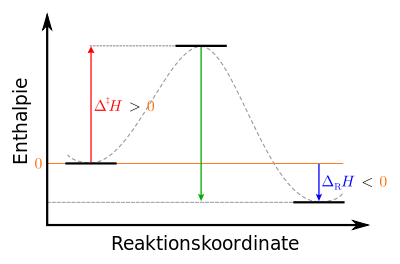 Enthalpie
Δ‡H > 0
0
ΔRH < 0
Reaktionskoordinate